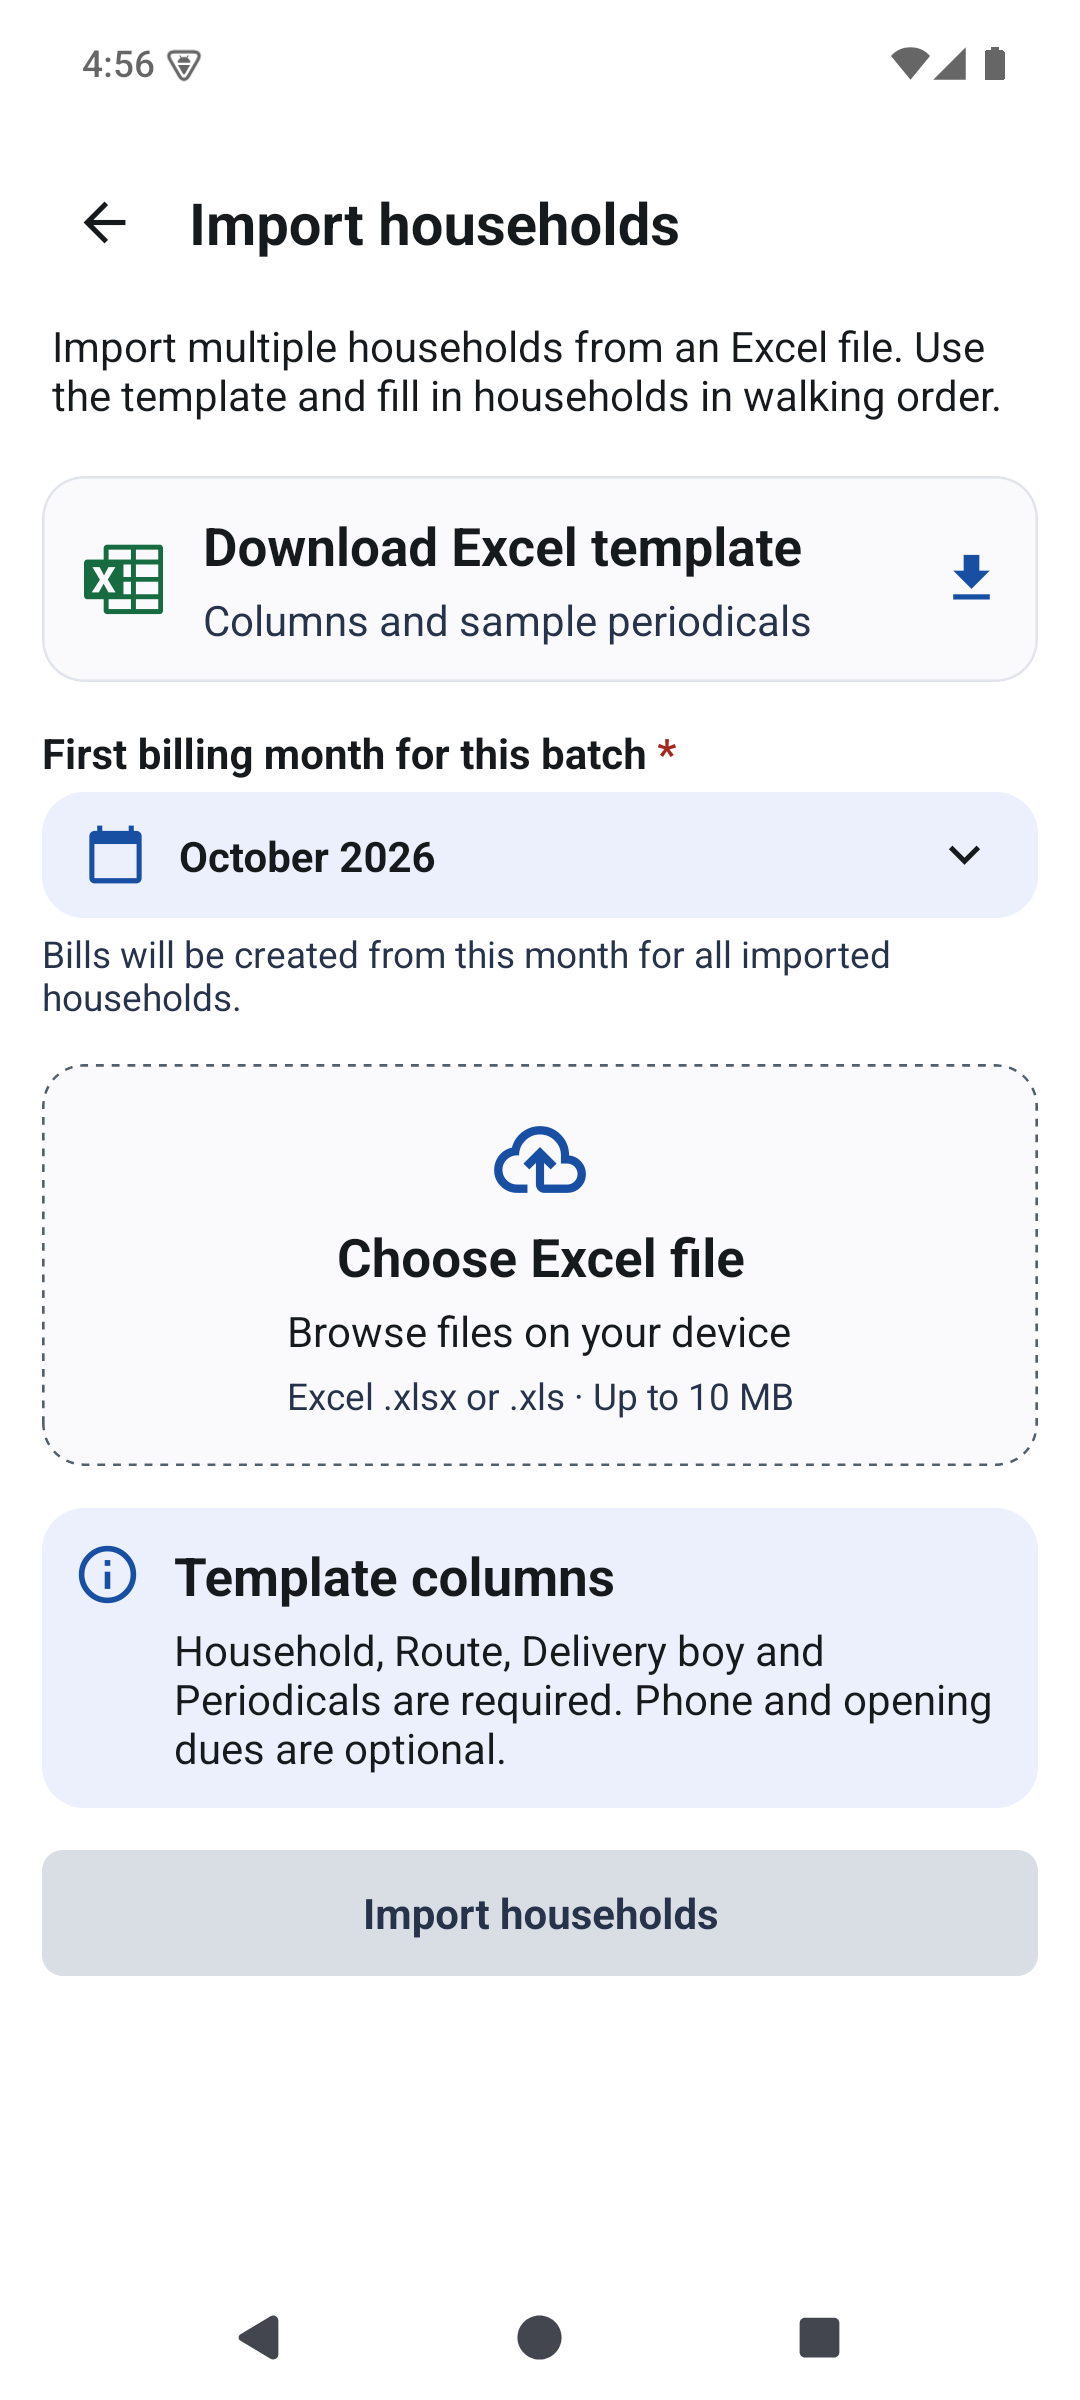 4:56
Import households
Import multiple households from an Excel file. Use
the template and fill in households in walking order.
X
Download Excel template
Columns and sample periodicals
First billing month for this batch *
October 2026
Bills will be created from this month for all imported
households.
Choose Excel file
Browse files on your device
Excel .xlsx or .xls · Up to 10 MB
Template columns
Household, Route, Delivery boy and
Periodicals are required. Phone and opening
dues are optional.
Import households